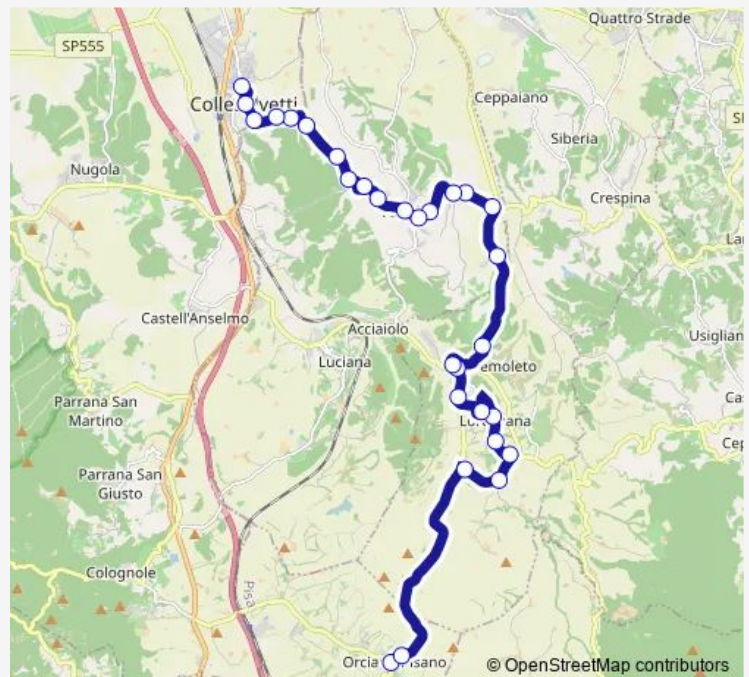 Quattro Strade
SP555
Ceppaiano
Siberia
Nugola
Crespina
Castell'Anselmo
Acciaiolo
Luciana
Usiglian
Parrana San
Martino
Parrana San
Giusto
Colognole
Pisa
© OpenStreetMap contributors